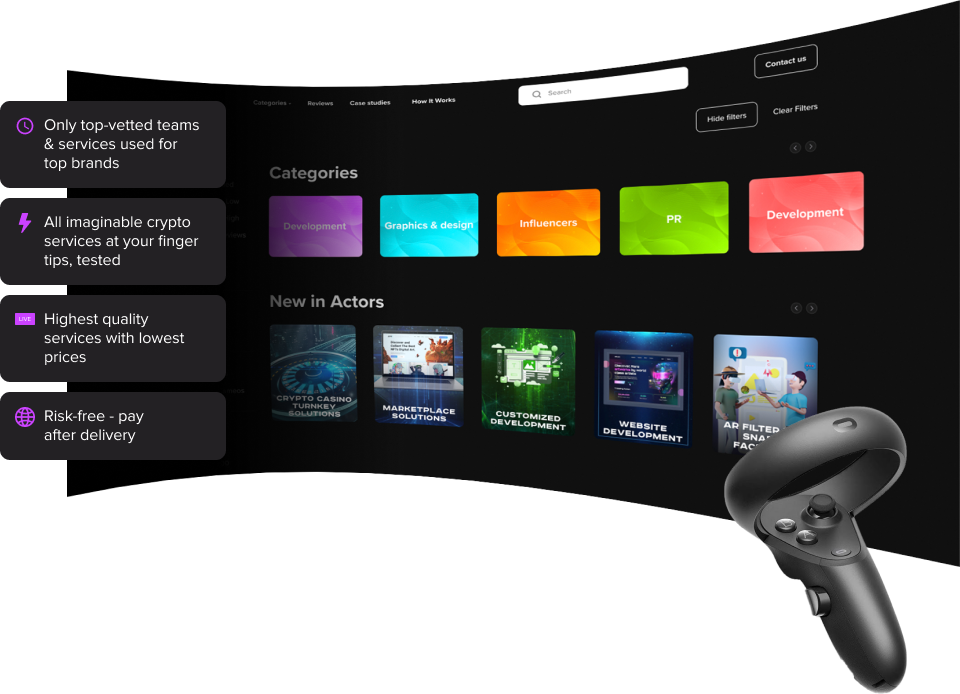 Contact us
Categories
Reviews
Case studies
How It Works
Search
Hide filters
Clear Filters
Only top-vetted teams
& services used for
top brands
All imaginable crypto
services at your finger
tips, tested
LIVE
Highest quality
services with lowest
prices
Risk-free - pay
after delivery
Categories
Development
Graphics & design
Influencers
PR
Development
New in Actors
CRYPTO CASINO
TURNKEY
SOLUTIONS
MARKETPLACE
SOLUTIONS
CUSTOMIZED
DEVELOPMENT
WEBSITE
DEVELOPMENT
AR FILTER